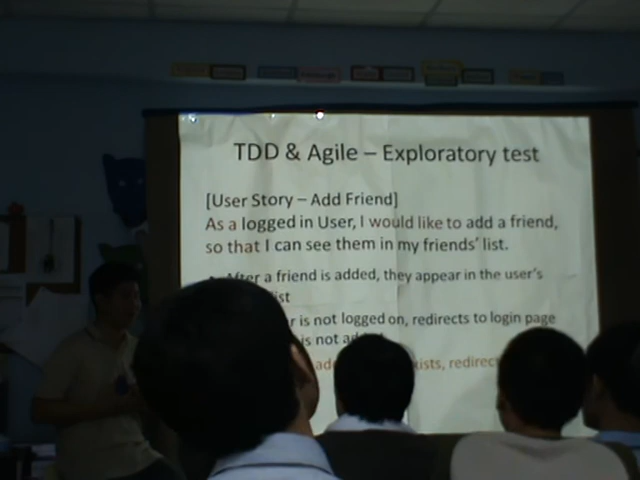 TDD & Agile – Exploratory test
[User Story – Add Friend]
As a logged in User, I would like to add a friend,
so that I can see them in my friends' list.
• After a friend is added, they appear in the user's
is not logged on, redirects to login page
is not